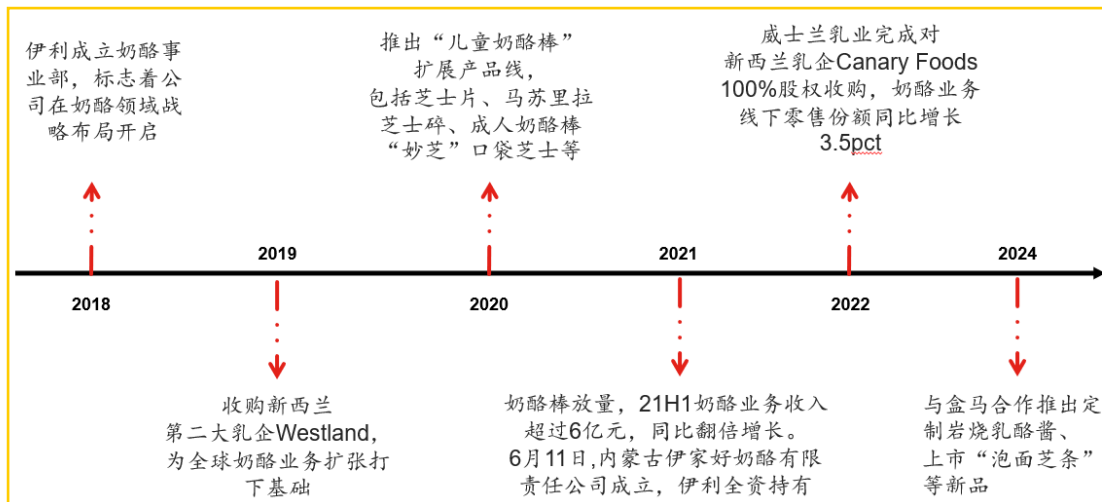 伊利成立奶酪事
业部，标志着公
司在奶酪领域战
略布局开启
推出“儿童奶酪棒”
扩展产品线，
包括芝士片、马苏里拉
芝士碎、成人奶酪棒
“妙芝”口袋芝士等
威士兰乳业完成对
新西兰乳企Canary Foods
100%股权收购，奶酪业务
线下零售份额同比增长
3.5pct
2019
2021
2024
2018
2020
2022
收购新西兰
第二大乳企Westland，
为全球奶酪业务扩张打
下基础
奶酪棒放量，21H1奶酪业务收入
超过6亿元，同比翻倍增长。
6月11日,内蒙古伊家好奶酪有限
责任公司成立，伊利全资持有
与盒马合作推出定
制岩烧乳酪酱、
上市“泡面芝条”
等新品